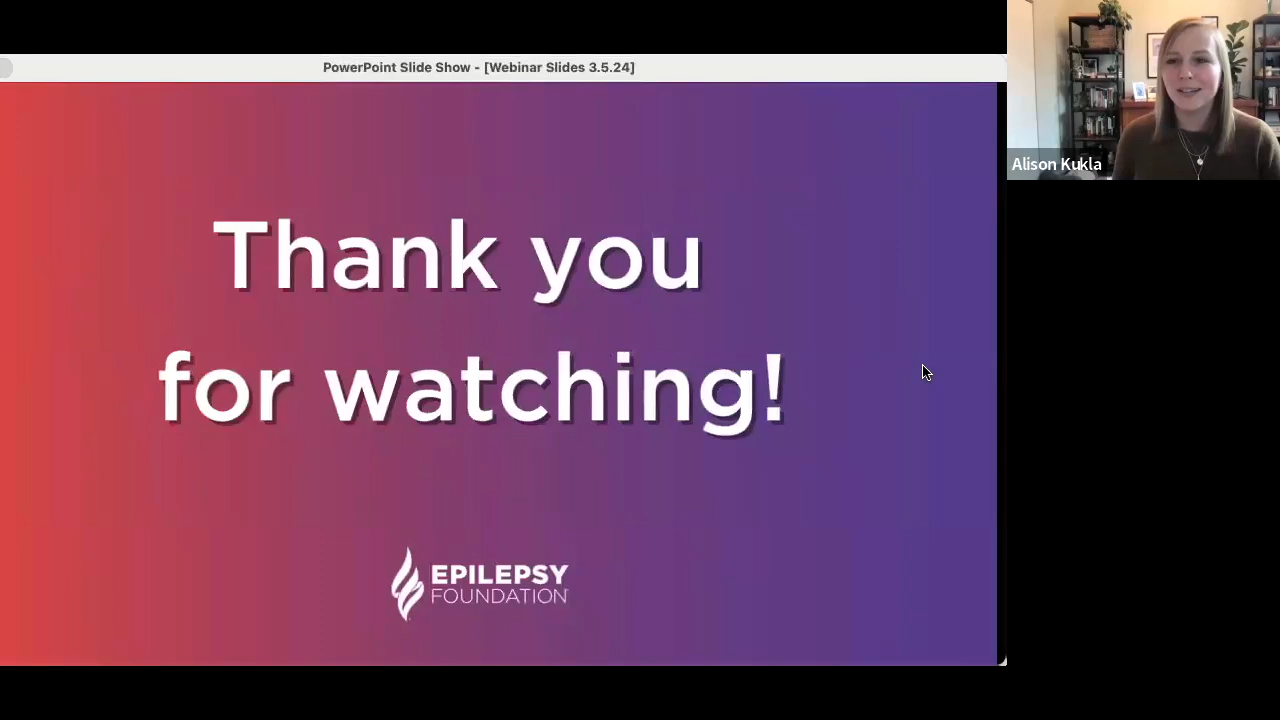 PowerPoint Slide Show - [Webinar Slides 3.5.24]
Alison Kukla
Thank you
for watching!
EPILEPSY
FOUNDATION